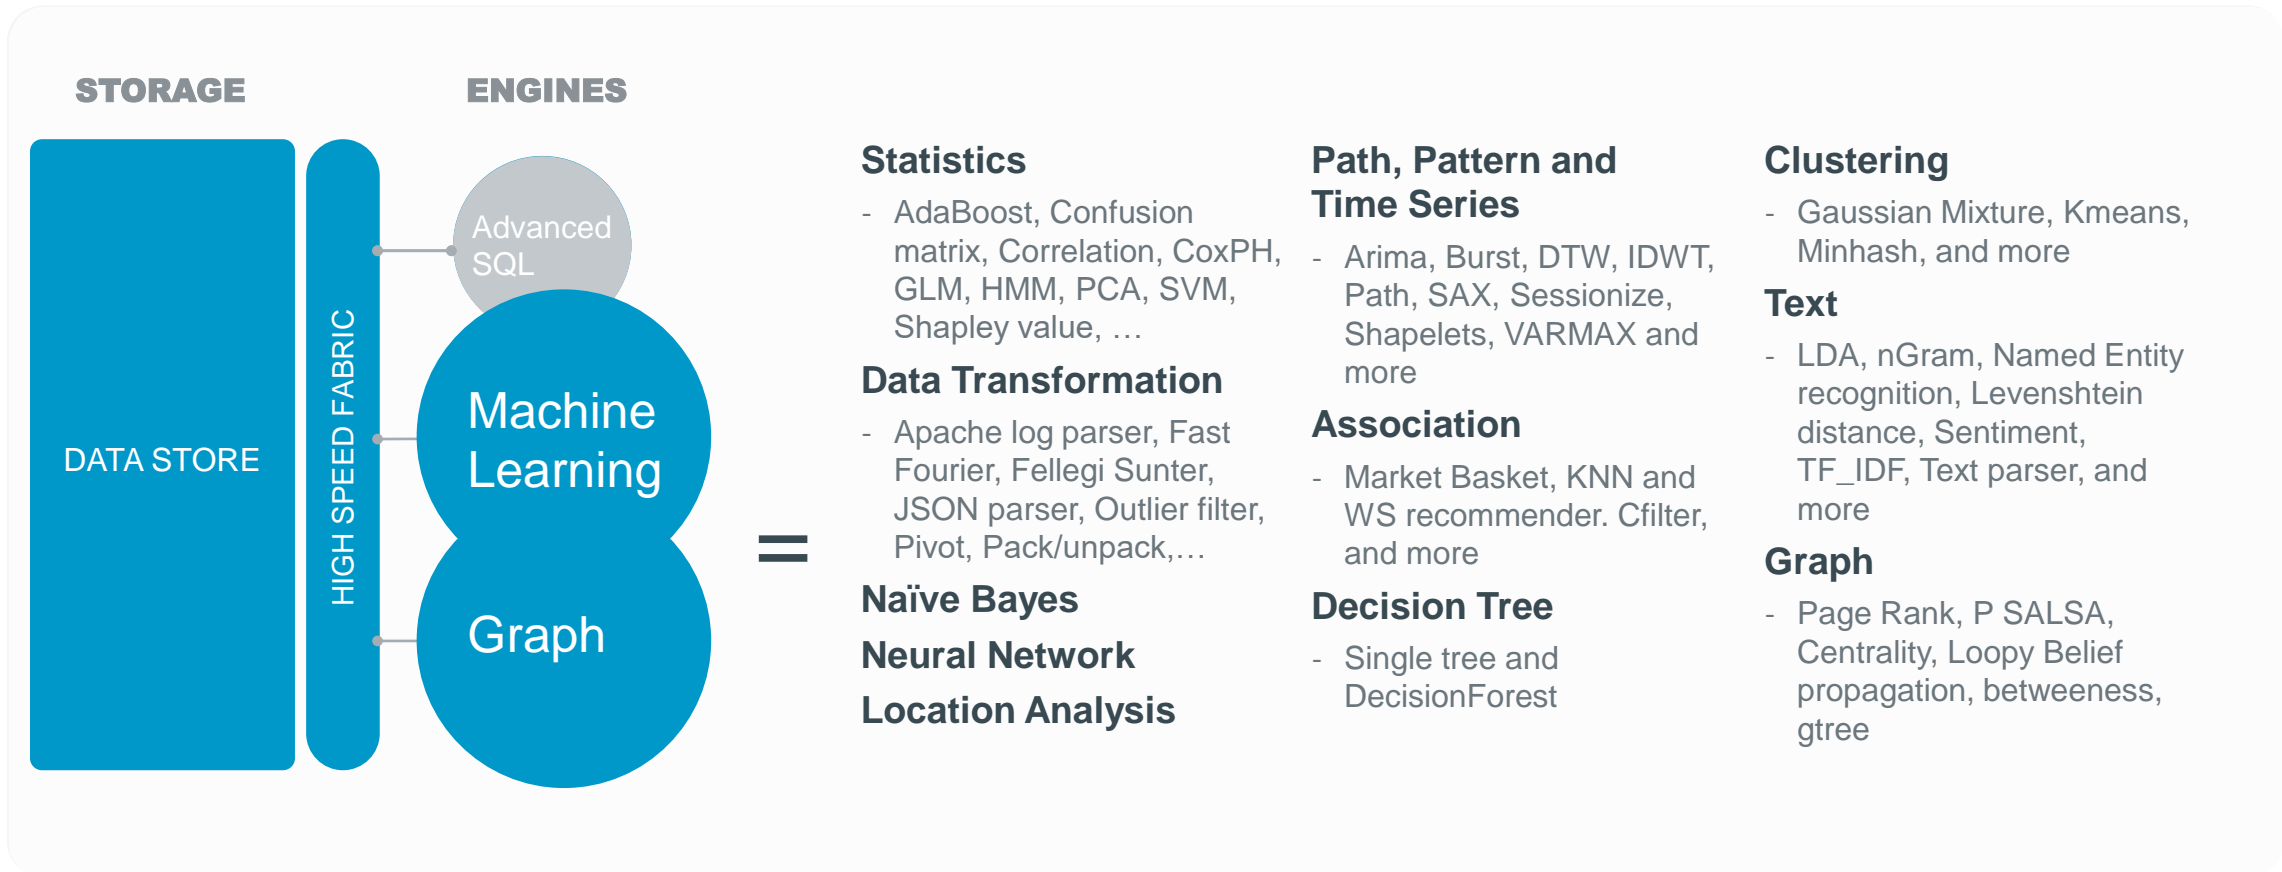 STORAGE
ENGINES
DATA STORE
HIGH SPEED FABRIC
Advanced
SQL
Machine
Learning
Graph
=
Statistics
- AdaBoost, Confusion
matrix, Correlation, CoxPH,
GLM, HMM, PCA, SVM,
Shapley value, …
Data Transformation
- Apache log parser, Fast
Fourier, Fellegi Sunter,
JSON parser, Outlier filter,
Pivot, Pack/unpack,…
Naïve Bayes
Neural Network
Location Analysis
Path, Pattern and
Time Series
- Arima, Burst, DTW, IDWT,
Path, SAX, Sessionize,
Shapelets, VARMAX and
more
Association
- Market Basket, KNN and
WS recommender. Cfilter,
and more
Decision Tree
- Single tree and
DecisionForest
Clustering
- Gaussian Mixture, Kmeans,
Minhash, and more
Text
- LDA, nGram, Named Entity
recognition, Levenshtein
distance, Sentiment,
TF_IDF, Text parser, and
more
Graph
- Page Rank, P SALSA,
Centrality, Loopy Belief
propagation, betweeness,
gtree